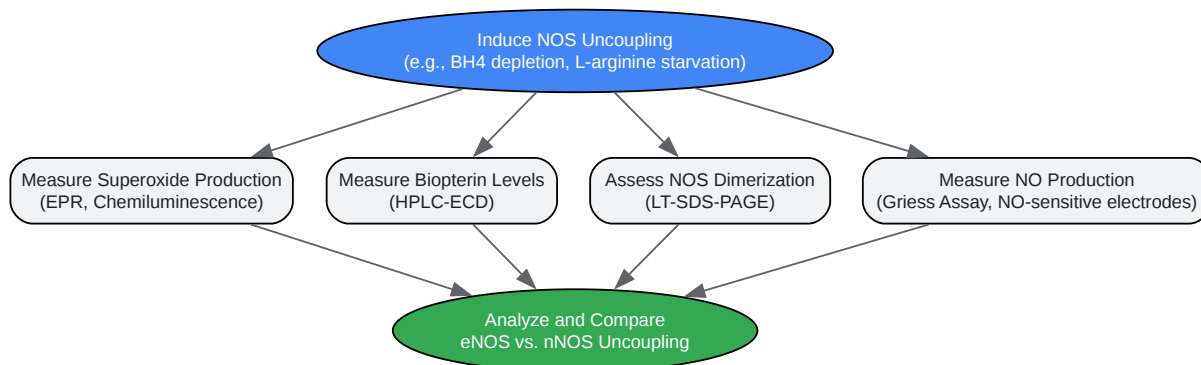 Induce NOS Uncoupling
(e.g., BH4 depletion, L-arginine starvation)
Measure Superoxide Production
(EPR, Chemiluminescence)
Measure Biopterin Levels
(HPLC-ECD)
Assess NOS Dimerization
(LT-SDS-PAGE)
Measure NO Production
(Griess Assay, NO-sensitive electrodes)
Analyze and Compare
eNOS vs. nNOS Uncoupling